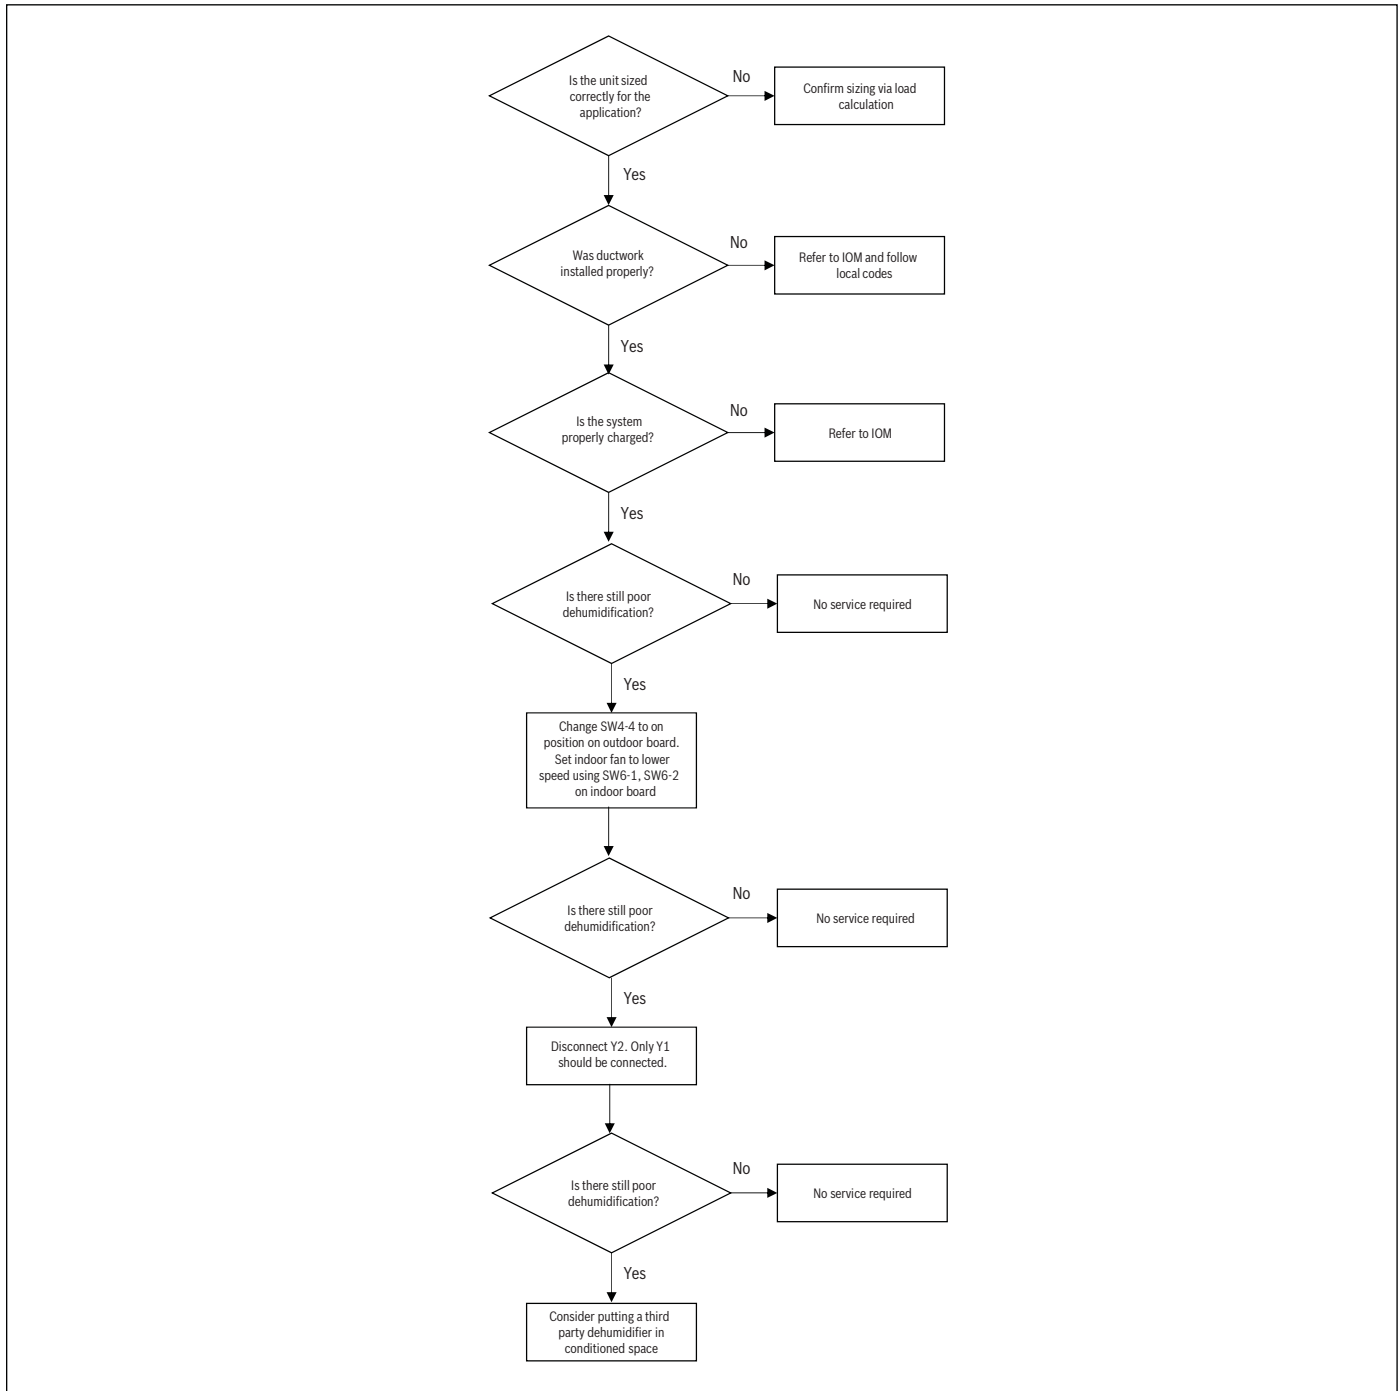 Is the unit sized
correctly for the
application?
No
Confirm sizing via load
calculation
Yes
Was ductwork
installed properly?
No
Refer to IOM and follow
local codes
Yes
Is the system
properly charged?
No
Refer to IOM
Yes
Is there still poor
dehumidification?
No
No service required
Yes
Change SW4-4 to on
position on outdoor board.
Set indoor fan to lower
speed using SW6-1, SW6-2
on indoor board
Is there still poor
dehumidification?
No
No service required
Yes
Disconnect Y2. Only Y1
should be connected.
Is there still poor
dehumidification?
No
No service required
Yes
Consider putting a third
party dehumidifier in
conditioned space